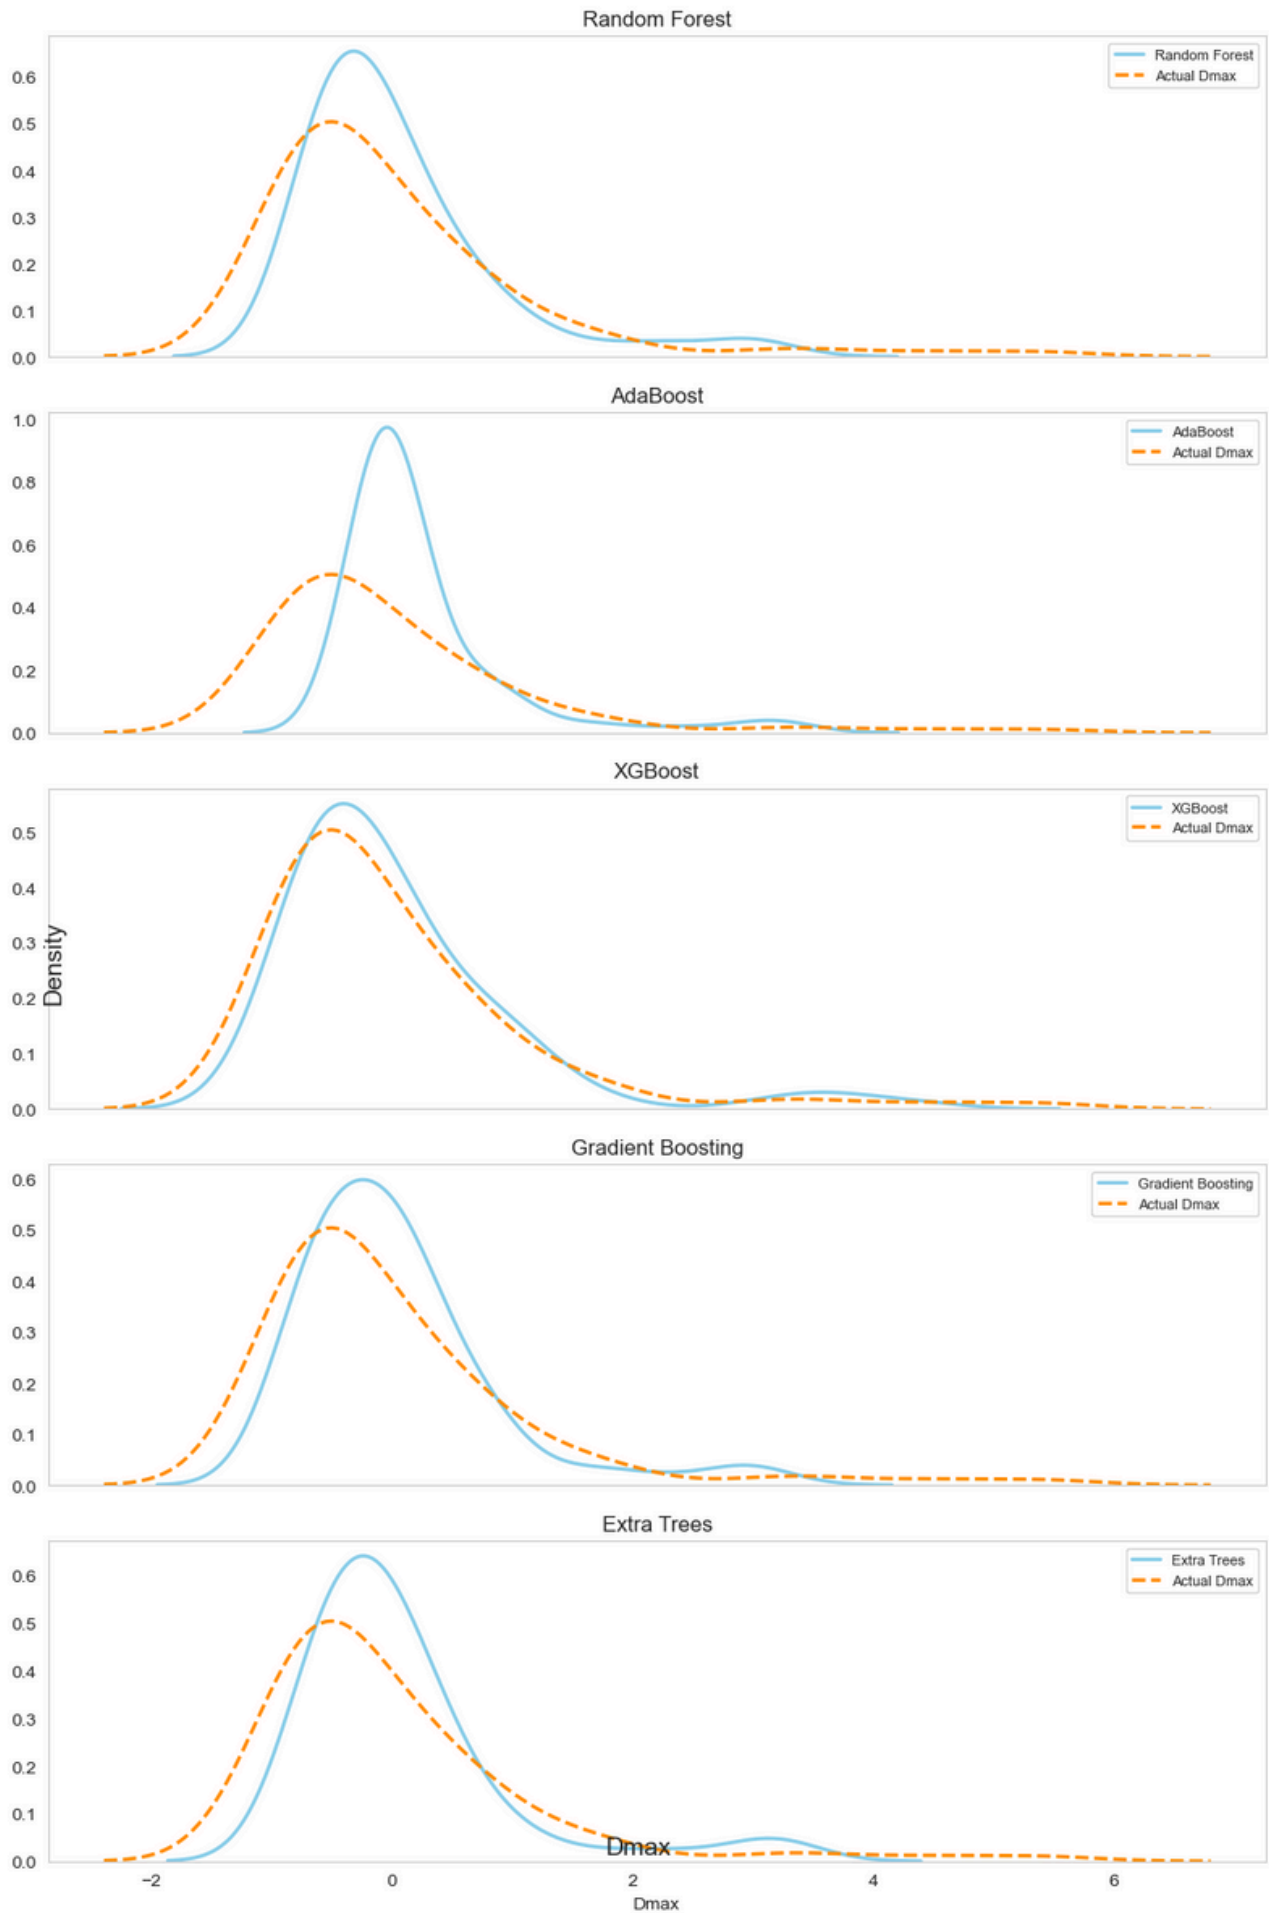 Random Forest
Random Forest
Actual Dmax
0.6
0.5
0.4
0.3
0.2
0.1
0.0
AdaBoost
AdaBoost
Actual Dmax
1.0
0.8
0.6
0.4
0.2
0.0
XGBoost
XGBoost
Actual Dmax
0.5
0.4
0.3
0.2
0.1
0.0
Density
Gradient Boosting
Gradient Boosting
Actual Dmax
0.6
0.5
0.4
0.3
0.2
0.1
0.0
Extra Trees
Extra Trees
Actual Dmax
0.6
0.5
0.4
0.3
0.2
0.1
0.0
Dmax
−2 0 2 4 6
Dmax